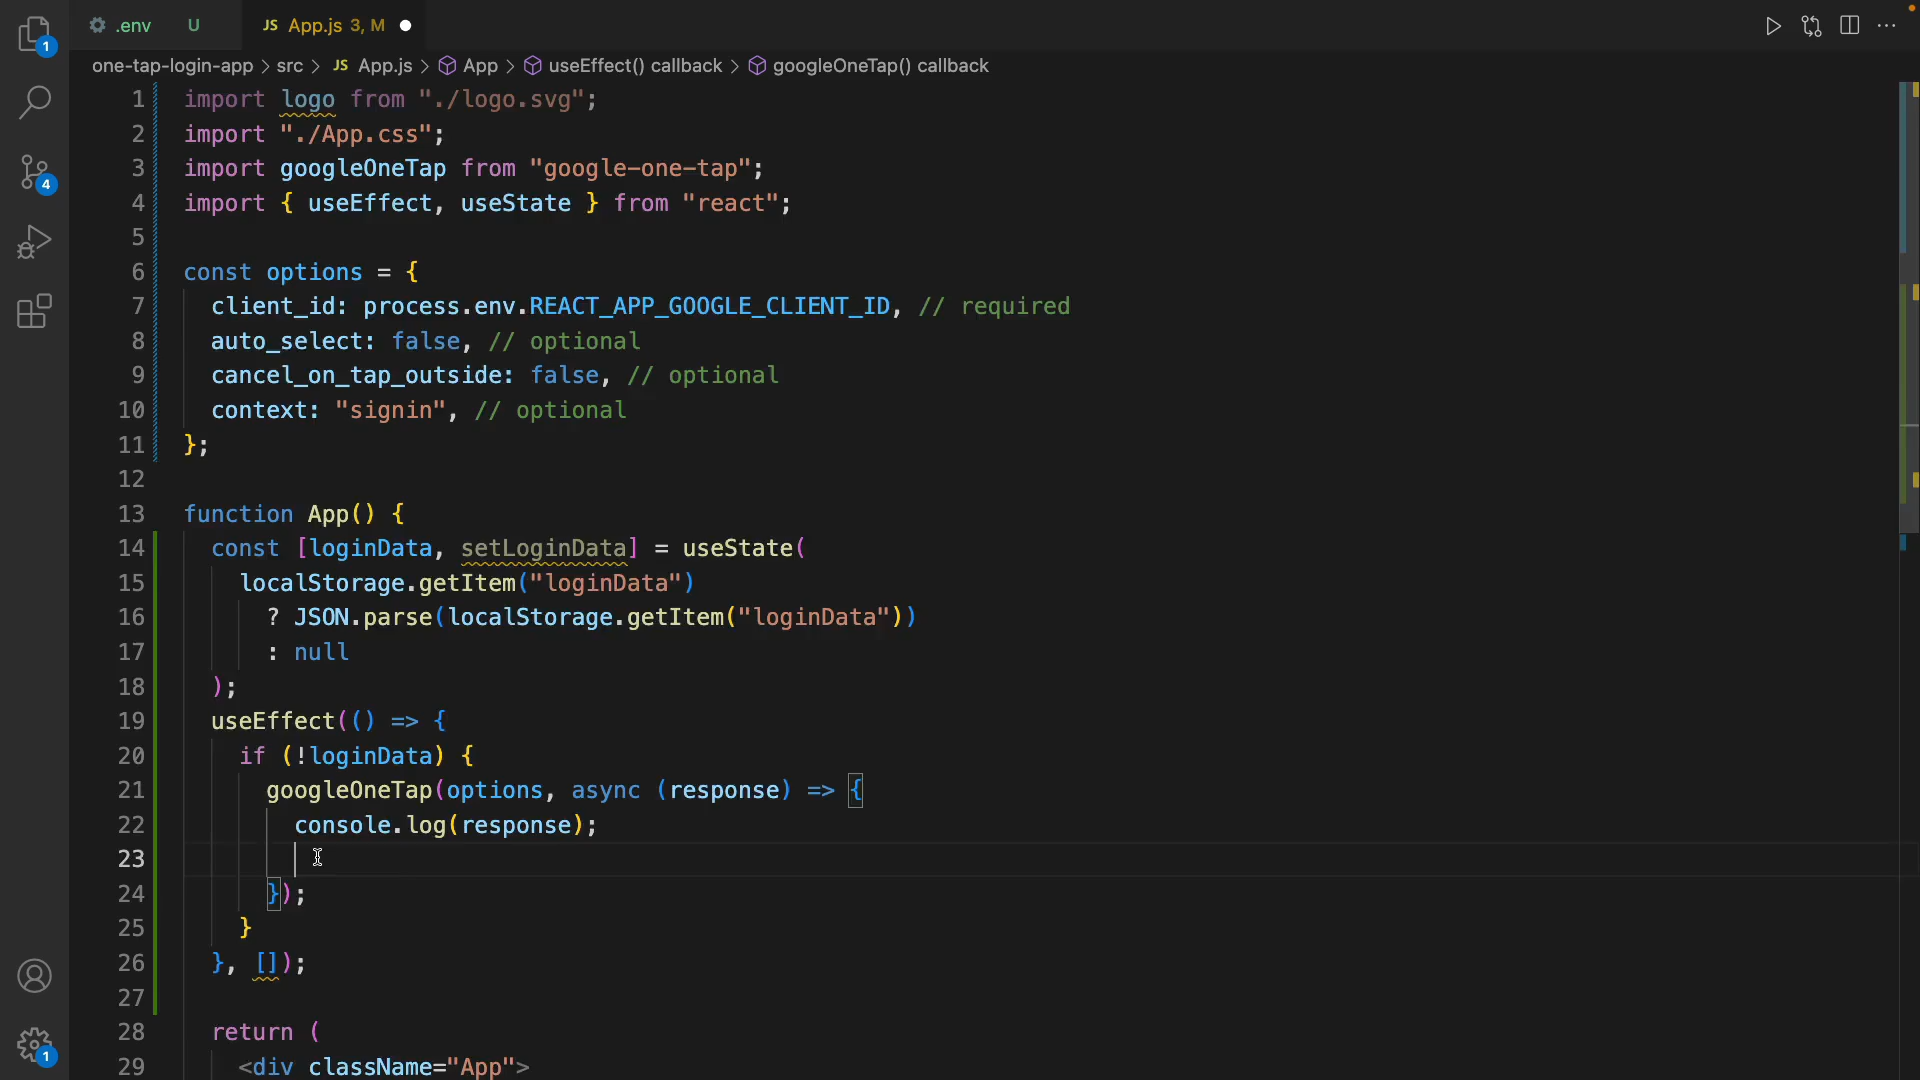 .env U JS App.js 3, M
one-tap-login-app > src > JS App.js > App > useEffect() callback > googleOneTap() callback
1 import logo from "./logo.svg";
2 import "./App.css";
3 import googleOneTap from "google-one-tap";
4 import { useEffect, useState } from "react";
5
6 const options = {
7 client_id: process.env.REACT_APP_GOOGLE_CLIENT_ID, // required
8 auto_select: false, // optional
9 cancel_on_tap_outside: false, // optional
10 context: "signin", // optional
11 };
12
13 function App() {
14 const [loginData, setLoginData] = useState(
15 localStorage.getItem("loginData")
16 ? JSON.parse(localStorage.getItem("loginData"))
17 : null
18 );
19 useEffect(() => {
20 if (!loginData) {
21 googleOneTap(options, async (response) => {
22 console.log(response);
23
24 });
25 }
26 }, []);
27
28 return (
29 <div className="App">
1
4
1